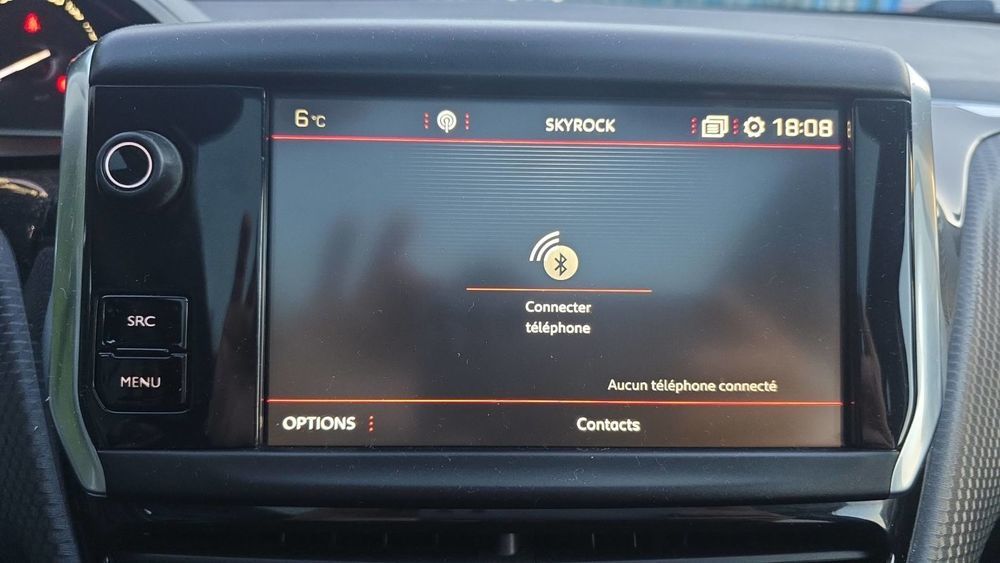 6°C SKYROCK 18:08
SRC
MENU
Connecter
téléphone
Aucun téléphone connecté
OPTIONS Contacts